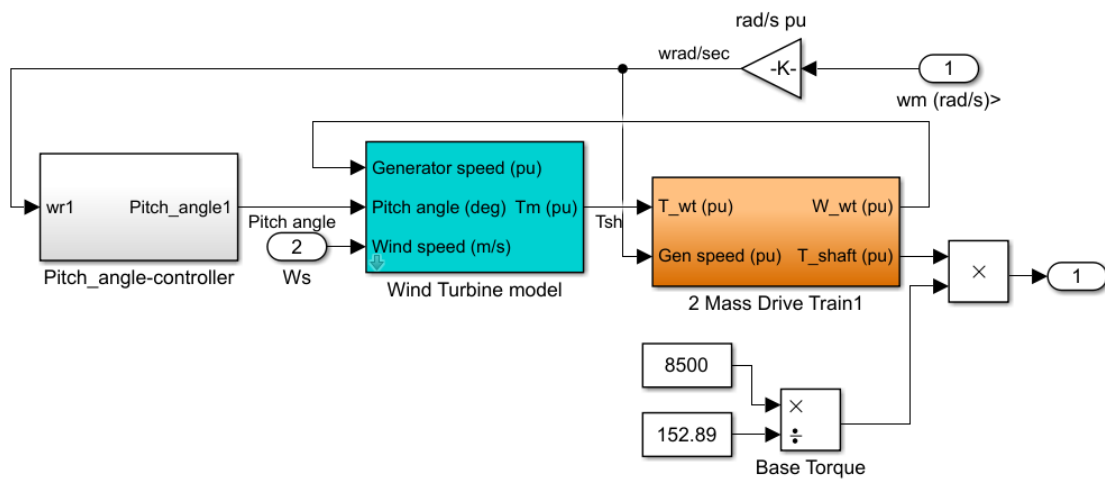 rad/s pu
wrad/sec
-K-
1
wm (rad/s)>
wr1
Pitch_angle1
Pitch_angle-controller
Pitch angle
2
Ws
Generator speed (pu)
Pitch angle (deg)
Tm (pu)
Wind speed (m/s)
Wind Turbine model
Tsh
T_wt (pu)
W_wt (pu)
Gen speed (pu)
T_shaft (pu)
2 Mass Drive Train1
×
1
8500
152.89
×
÷
Base Torque